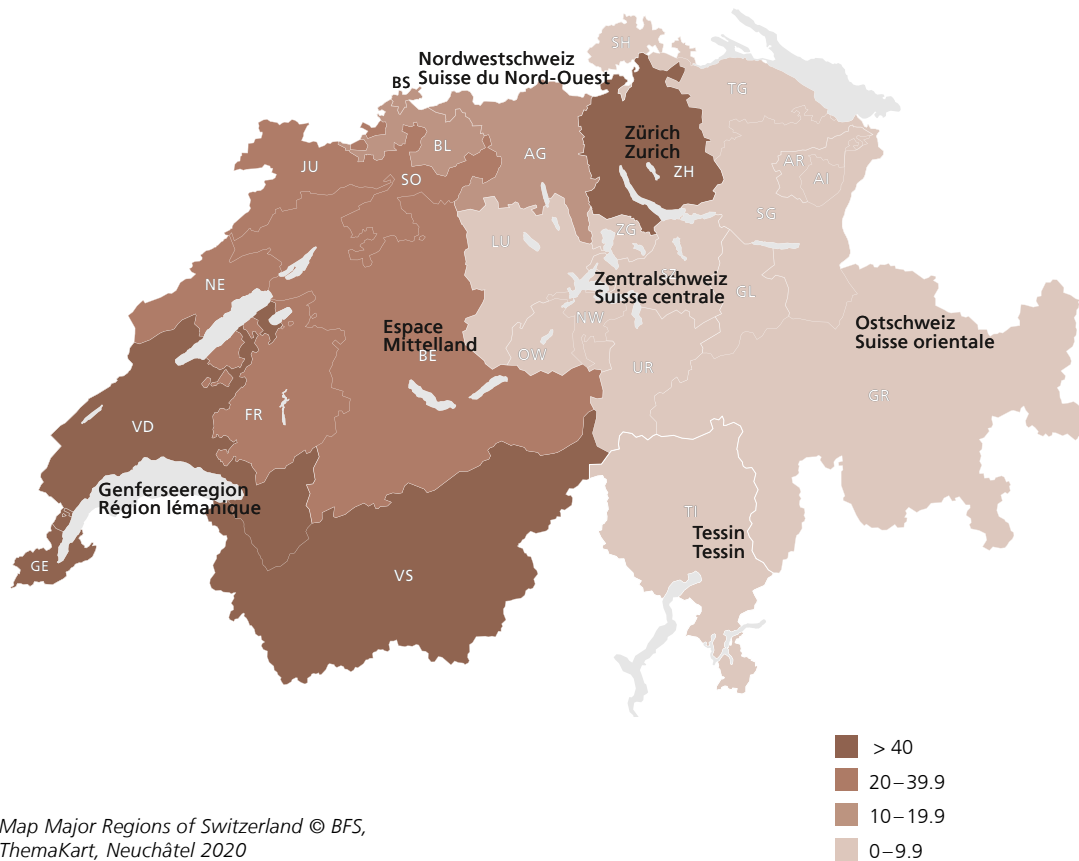 SH
Nordwestschweiz
Suisse du Nord-Ouest
BS
TG
Zürich
Zurich
ZH
BL
AG
JU
SO
AR
AI
SG
LU
ZG
NE
Zentralschweiz
Suisse centrale
GL
NW
Espace
Mittelland
BE
OW
UR
Ostschweiz
Suisse orientale
GR
FR
VD
Genferseeregion
Région lémanique
TI
Tessin
Tessin
GE
VS
> 40
20–39.9
10–19.9
0–9.9
Map Major Regions of Switzerland © BFS,
ThemaKart, Neuchâtel 2020